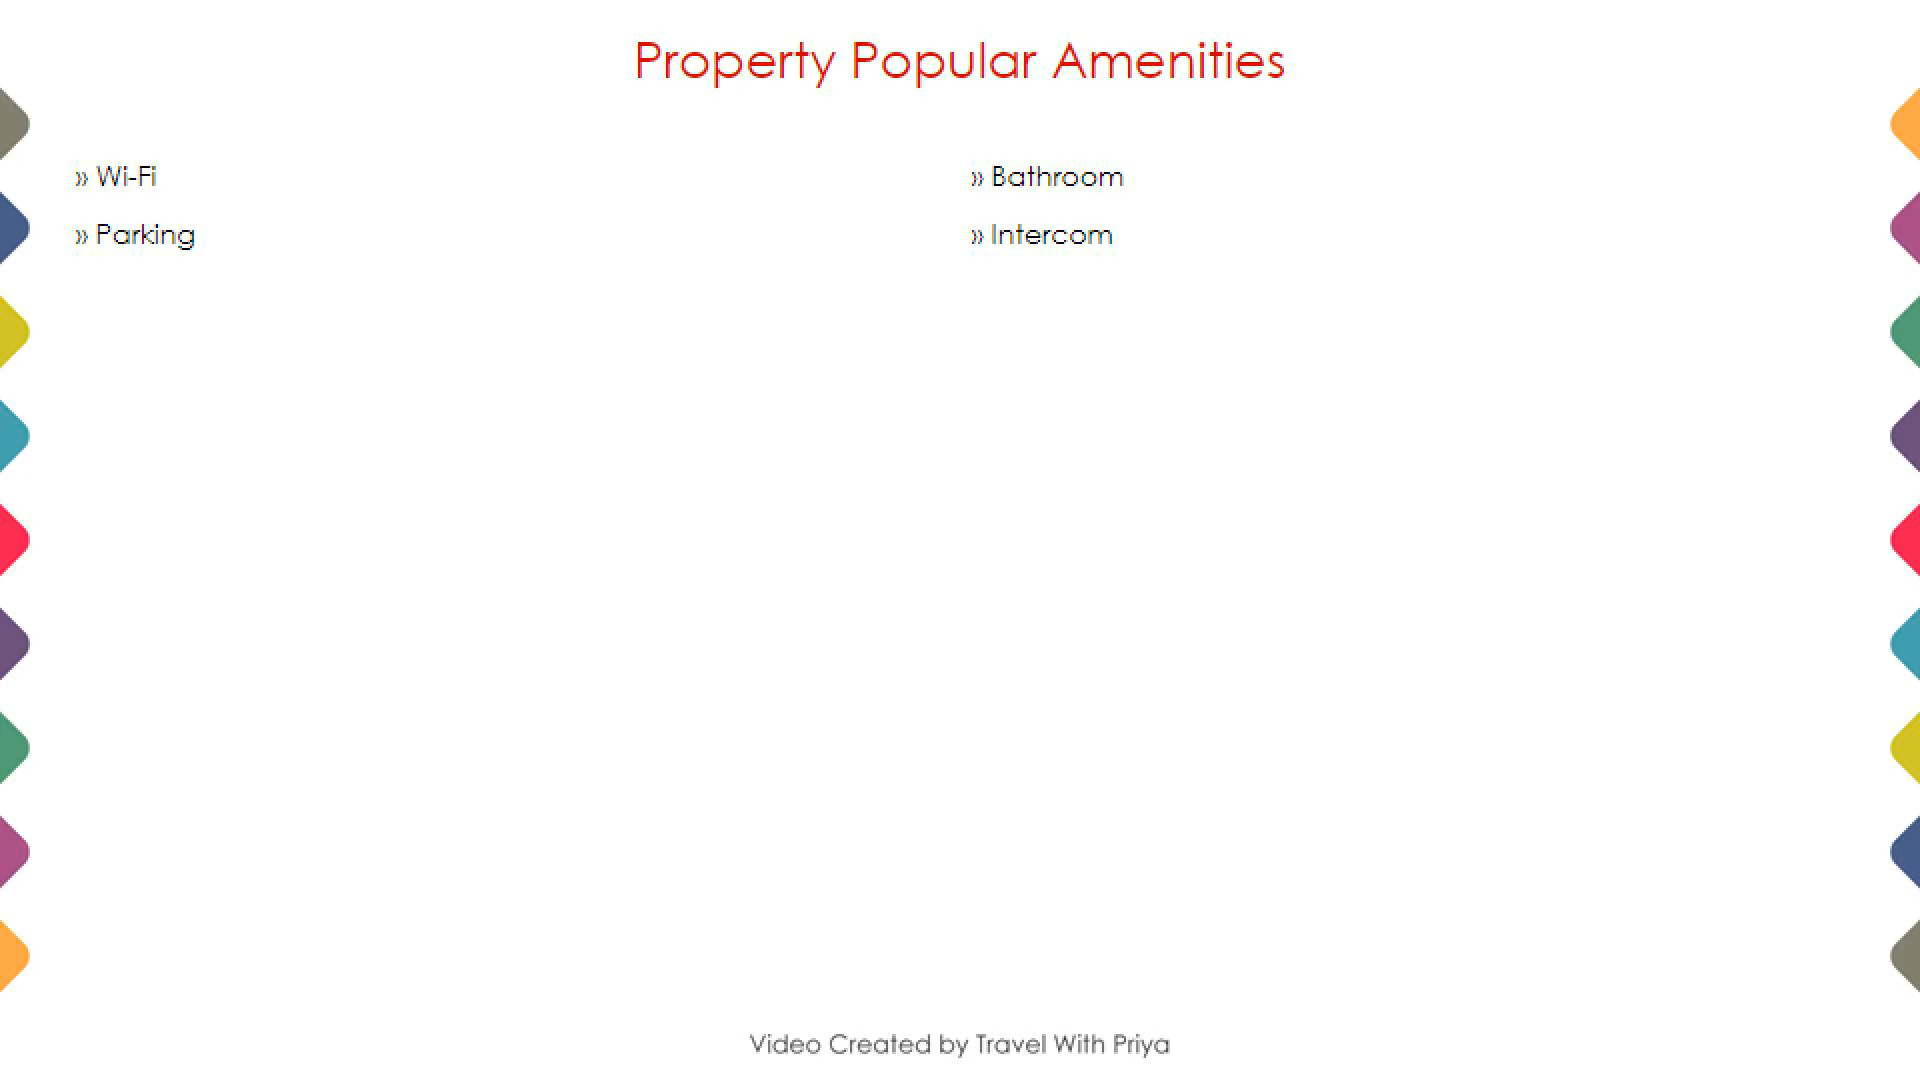 Property Popular Amenities
» Wi-Fi
» Bathroom
» Parking
» Intercom
Video Created by Travel With Priya